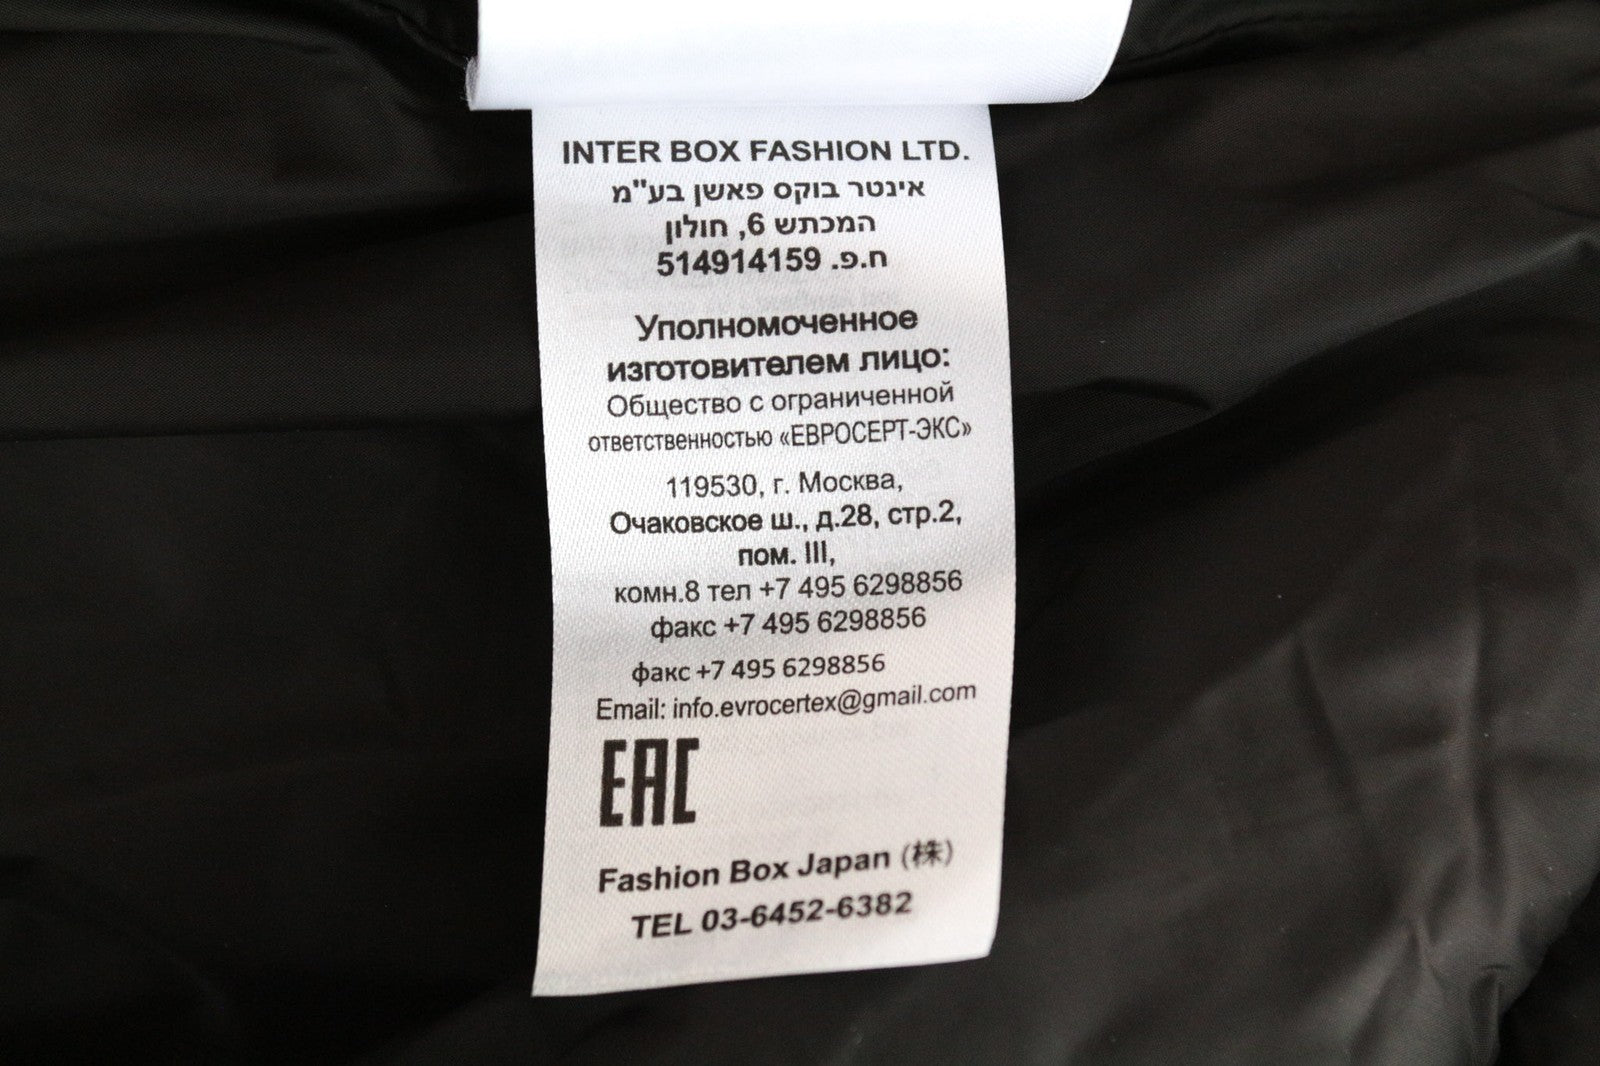 INTER BOX FASHION LTD.
אינטר בוקס פאשן בע"מ
המכתש 6, חולון
ח.פ. 514914159
Уполномоченное
изготовителем лицо:
Общество с ограниченной
ответственностью «ЕВРОСЕРТ-ЭКС»
119530, г. Москва,
Очаковское ш., д.28, стр.2,
пом. III,
комн.8 тел +7 495 6298856
факс +7 495 6298856
факс +7 495 6298856
Email: info.evrocertex@gmail.com
EAC
Fashion Box Japan (株)
TEL 03-6452-6382